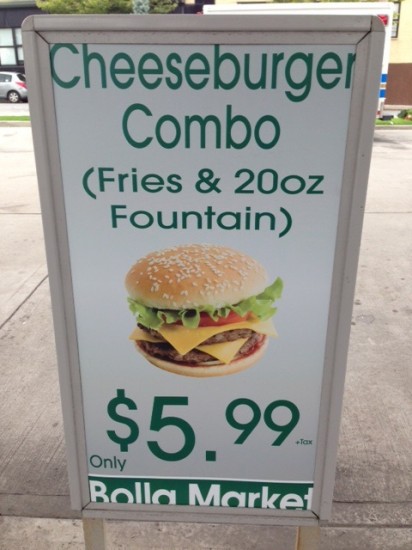 Cheeseburger
Combo
(Fries & 20oz
Fountain)
Only $5.99 +Tax
Bolla Market